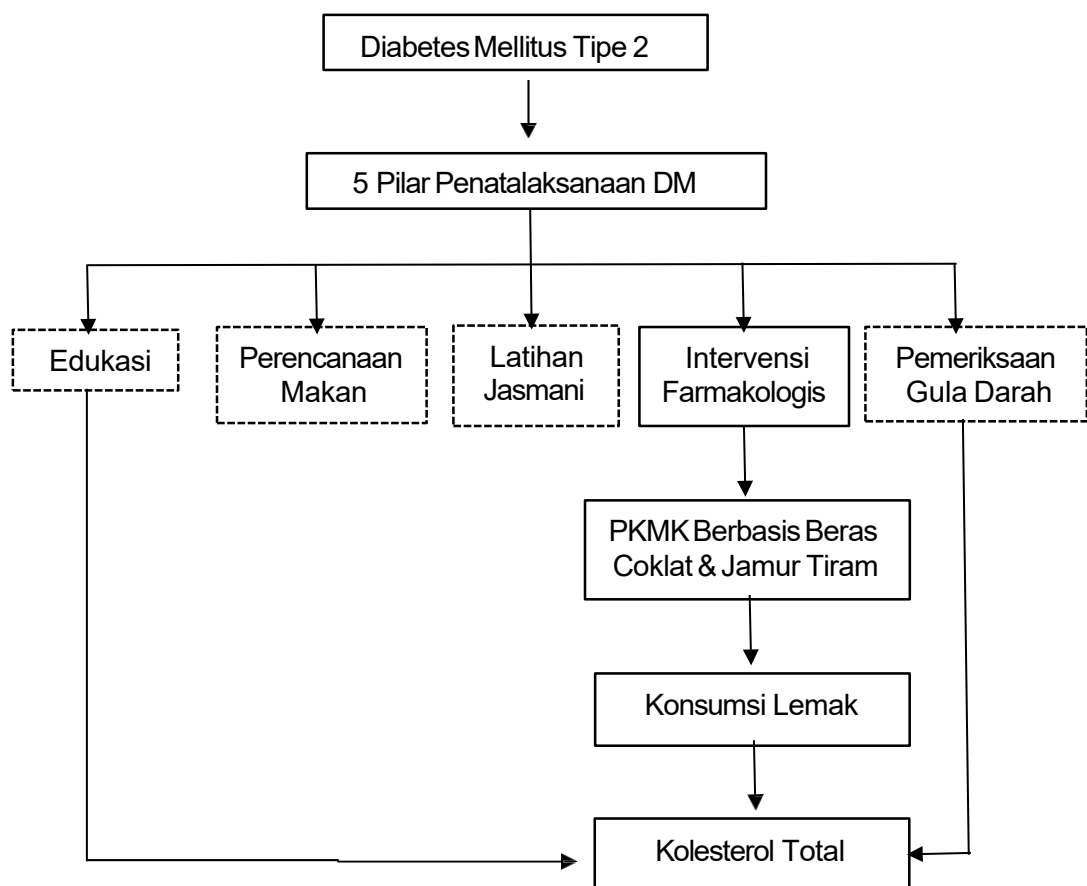 Diabetes Mellitus Tipe 2
5 Pilar Penatalaksanaan DM
Edukasi
Perencanaan
Makan
Latihan
Jasmani
Intervensi
Farmakologis
Pemeriksaan
Gula Darah
PKMK Berbasis Beras
Coklat & Jamur Tiram
Konsumsi Lemak
Kolesterol Total